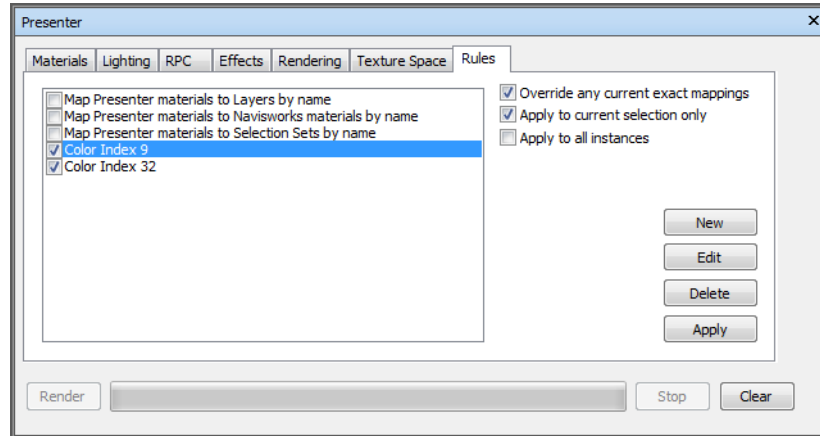 Presenter
Materials Lighting RPC Effects Rendering Texture Space Rules
Map Presenter materials to Layers by name
Map Presenter materials to Navisworks materials by name
Map Presenter materials to Selection Sets by name
Color Index 9
Color Index 32
Override any current exact mappings
Apply to current selection only
Apply to all instances
New
Edit
Delete
Apply
Render Stop Clear